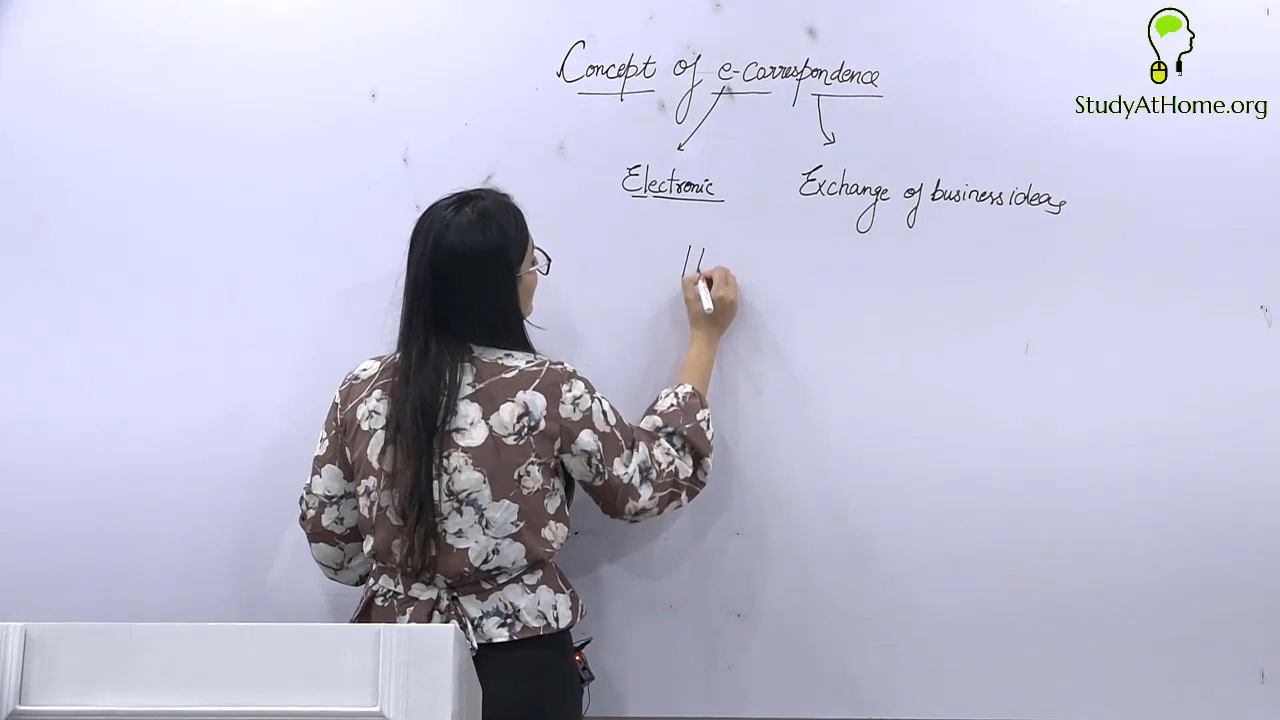 Concept of e-correspondence
StudyAtHome.org
Electronic
Exchange of business ideas